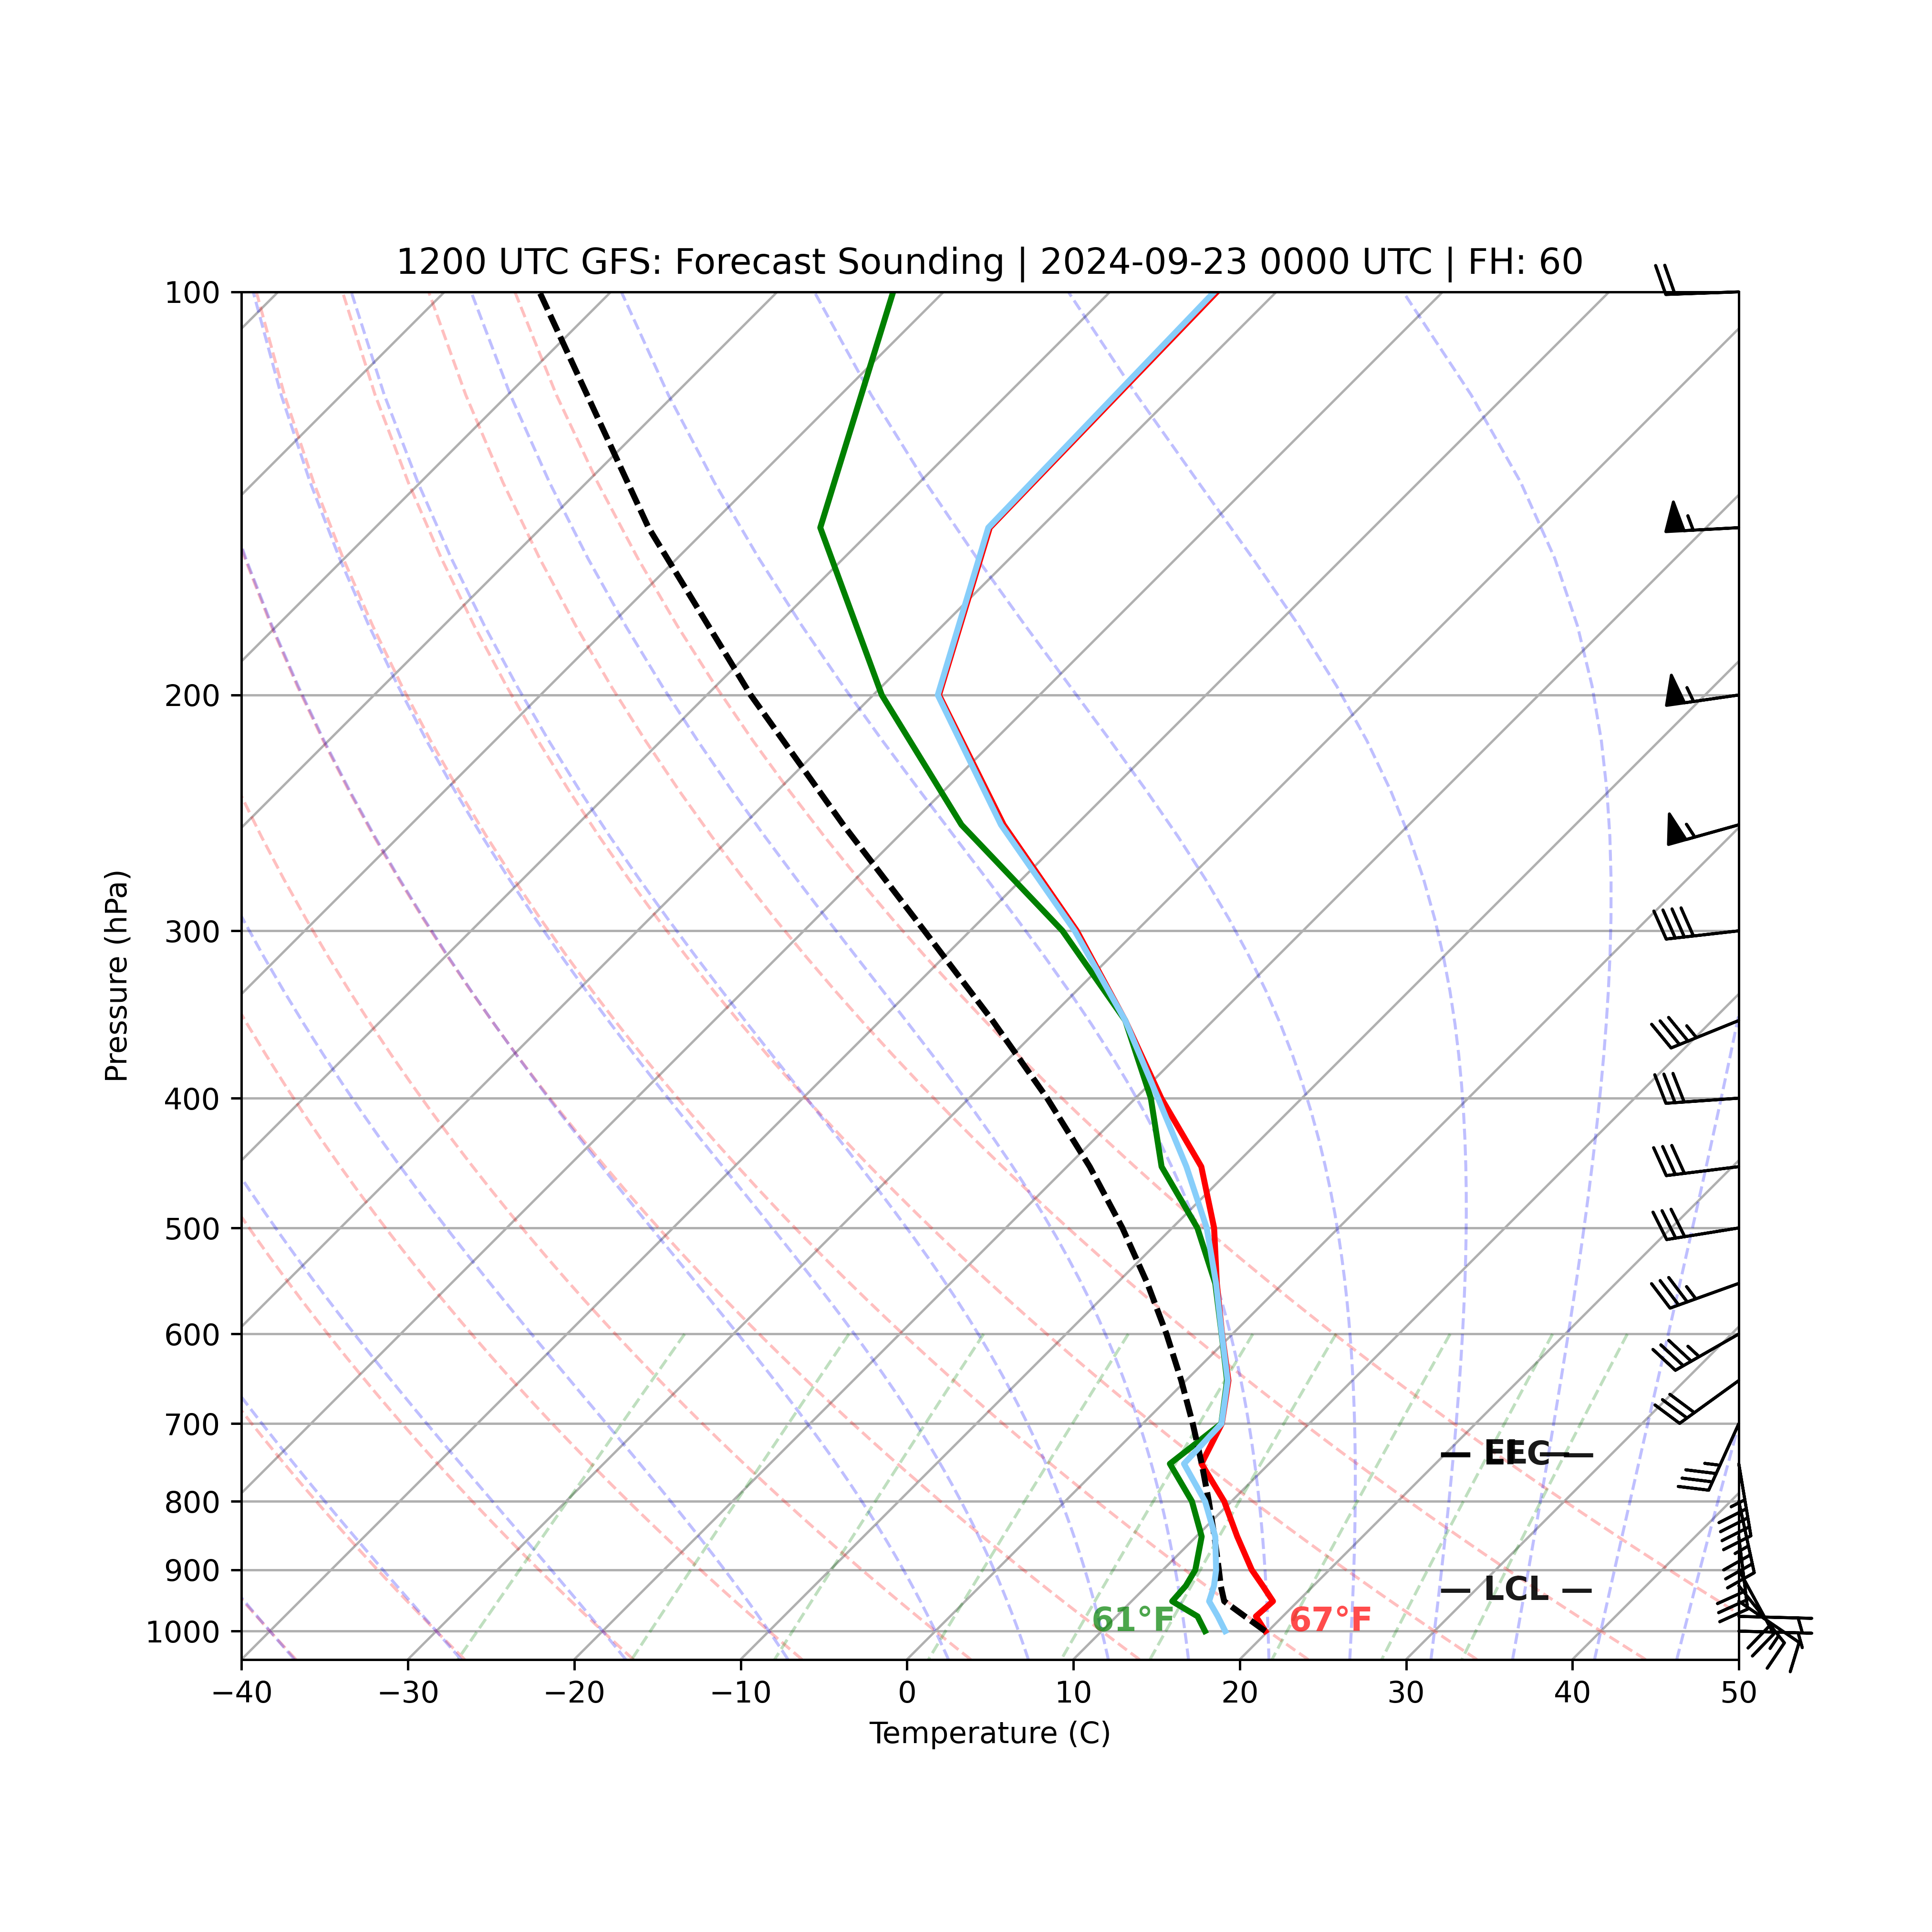 1200 UTC GFS: Forecast Sounding | 2024-09-23 0000 UTC | FH: 60
100
200
300
400
500
600
700
800
900
1000
Pressure (hPa)
— EEC —
— LCL —
61°F
67°F
−40 −30 −20 −10 0 10 20 30 40 50
Temperature (C)